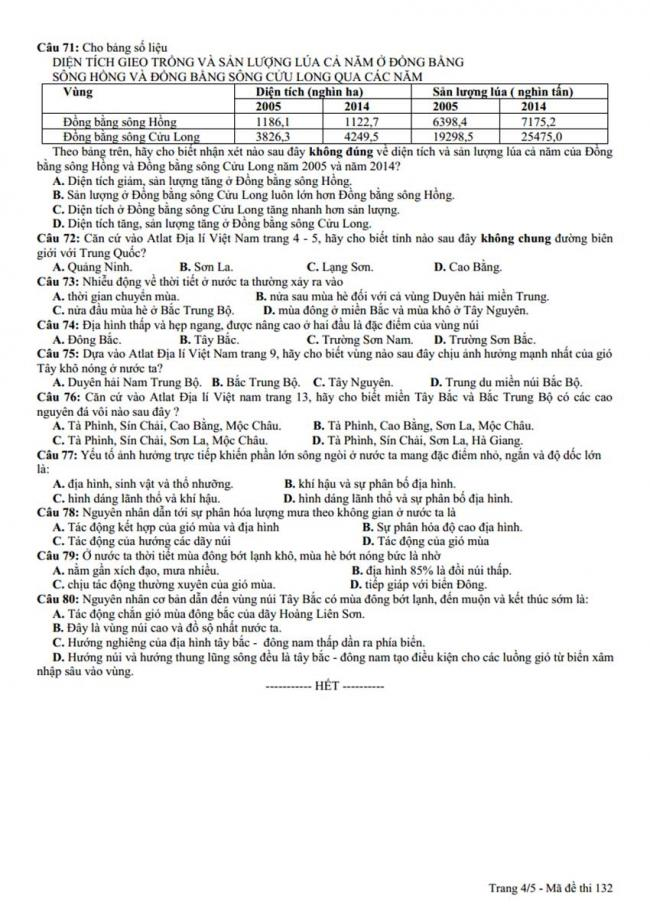 Câu 71: Cho bảng số liệu
DIỆN TÍCH GIEO TRỒNG VÀ SẢN LƯỢNG LÚA CẢ NĂM Ở ĐỒNG BẰNG
SÔNG HỒNG VÀ ĐỒNG BẰNG SÔNG CỬU LONG QUA CÁC NĂM
Vùng Diện tích (nghìn ha) Sản lượng lúa ( nghìn tấn)
2005 2014 2005 2014
Đồng bằng sông Hồng 1186,1 1122,7 6398,4 7175,2
Đồng bằng sông Cửu Long 3826,3 4249,5 19298,5 25475,0
Theo bảng trên, hãy cho biết nhận xét nào sau đây không đúng về diện tích và sản lượng lúa cả năm của Đồng
bằng sông Hồng và Đồng bằng sông Cửu Long năm 2005 và năm 2014?
A. Diện tích giảm, sản lượng tăng ở Đồng bằng sông Hồng.
B. Sản lượng ở Đồng bằng sông Cửu Long luôn lớn hơn Đồng bằng sông Hồng.
C. Diện tích ở Đồng bằng sông Cửu Long tăng nhanh hơn sản lượng.
D. Diện tích tăng, sản lượng tăng ở Đồng bằng sông Cửu Long.
Câu 72: Căn cứ vào Atlat Địa lí Việt Nam trang 4 - 5, hãy cho biết tỉnh nào sau đây không chung đường biên
giới với Trung Quốc?
A. Quảng Ninh. B. Sơn La. C. Lạng Sơn. D. Cao Bằng.
Câu 73: Nhiễu động về thời tiết ở nước ta thường xảy ra vào
A. thời gian chuyển mùa. B. nửa sau mùa hè đối với cả vùng Duyên hải miền Trung.
C. nửa đầu mùa hè ở Bắc Trung Bộ. D. mùa đông ở miền Bắc và mùa khô ở Tây Nguyên.
Câu 74: Địa hình thấp và hẹp ngang, được nâng cao ở hai đầu là đặc điểm của vùng núi
A. Đông Bắc. B. Tây Bắc. C. Trường Sơn Nam. D. Trường Sơn Bắc.
Câu 75: Dựa vào Atlat Địa lí Việt Nam trang 9, hãy cho biết vùng nào sau đây chịu ảnh hưởng mạnh nhất của gió
Tây khô nóng ở nước ta?
A. Duyên hải Nam Trung Bộ. B. Bắc Trung Bộ. C. Tây Nguyên. D. Trung du miền núi Bắc Bộ.
Câu 76: Căn cứ vào Atlat Địa lí Việt nam trang 13, hãy cho biết miền Tây Bắc và Bắc Trung Bộ có các cao
nguyên đá vôi nào sau đây ?
A. Tà Phình, Sín Chải, Cao Bằng, Mộc Châu. B. Tà Phình, Cao Bằng, Sơn La, Mộc Châu.
C. Tà Phình, Sín Chải, Sơn La, Mộc Châu. D. Tà Phình, Sín Chải, Sơn La, Hà Giang.
Câu 77: Yếu tố ảnh hưởng trực tiếp khiến phần lớn sông ngòi ở nước ta mang đặc điểm nhỏ, ngắn và độ dốc lớn
là:
A. địa hình, sinh vật và thổ nhưỡng. B. khí hậu và sự phân bố địa hình.
C. hình dáng lãnh thổ và khí hậu. D. hình dáng lãnh thổ và sự phân bố địa hình.
Câu 78: Nguyên nhân dẫn tới sự phân hóa lượng mưa theo không gian ở nước ta là
A. Tác động kết hợp của gió mùa và địa hình B. Sự phân hóa độ cao địa hình.
C. Tác động của hướng các dãy núi D. Tác động của gió mùa
Câu 79: Ở nước ta thời tiết mùa đông bớt lạnh khô, mùa hè bớt nóng bức là nhờ
A. nằm gần xích đạo, mưa nhiều. B. địa hình 85% là đồi núi thấp.
C. chịu tác động thường xuyên của gió mùa. D. tiếp giáp với biển Đông.
Câu 80: Nguyên nhân cơ bản dẫn đến vùng núi Tây Bắc có mùa đông bớt lạnh, đến muộn và kết thúc sớm là:
A. Tác động chắn gió mùa đông bắc của dãy Hoàng Liên Sơn.
B. Đây là vùng núi cao và đồ sộ nhất nước ta.
C. Hướng nghiêng của địa hình tây bắc - đông nam thấp dần ra phía biển.
D. Hướng núi và hướng thung lũng sông đều là tây bắc - đông nam tạo điều kiện cho các luồng gió từ biển xâm
nhập sâu vào vùng.
----------- HẾT ----------
Trang 4/5 - Mã đề thi 132